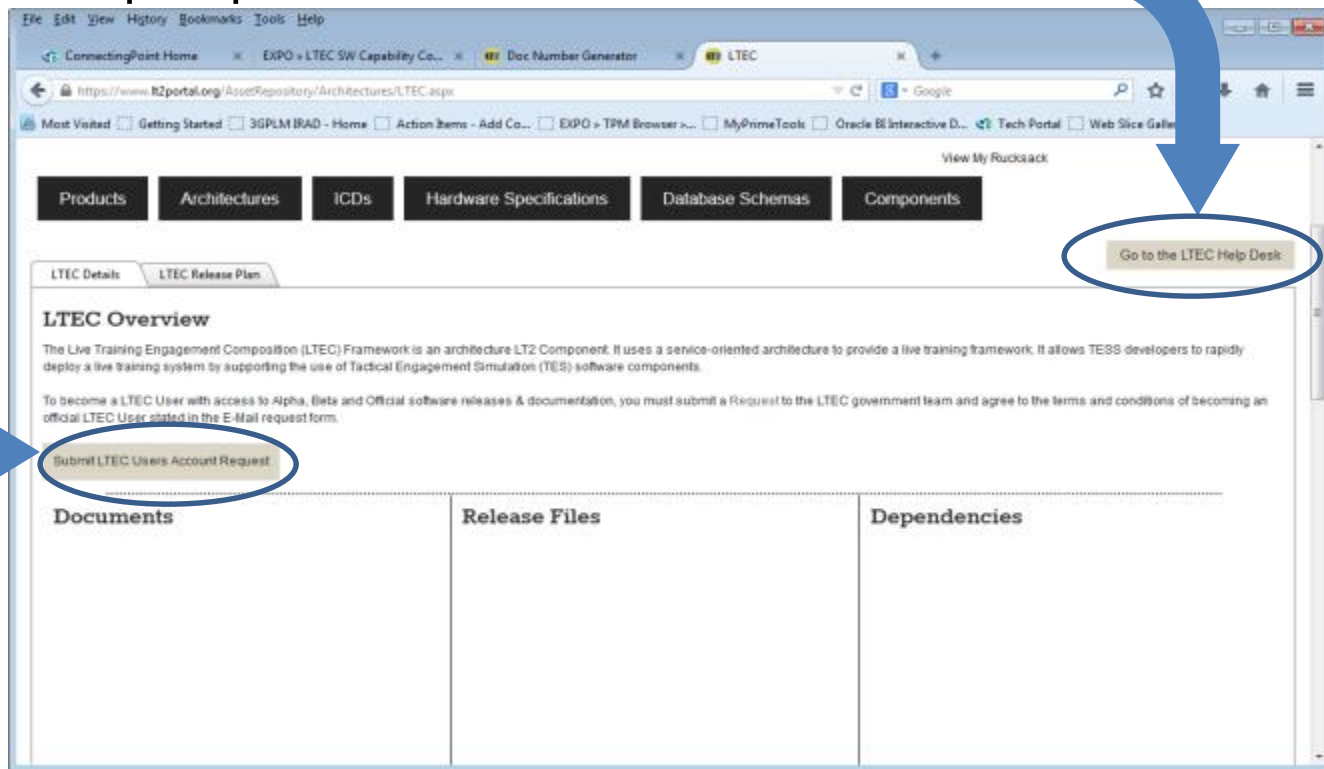 File Edit View History Bookmarks Tools Help
ConnectingPoint Home EXPO » LTEC SW Capability Co... Doc Number Generator LTEC
https://www.lt2portal.org/AssetRepository/Architectures/LTEC.aspx Google
Most Visited Getting Started 3GPLM IRAD - Home Action Items - Add Co... EXPO » TPM Browser »... MyPrimeTools Oracle BI Interactive D... Tech Portal Web Slice
View My Rucksack
Products Architectures ICDs Hardware Specifications Database Schemas Components
Go to the LTEC Help Desk
LTEC Details LTEC Release Plan
LTEC Overview
The Live Training Engagement Composition (LTEC) Framework is an architecture LT2 Component. It uses a service-oriented architecture to provide a live training framework. It allows TESS developers to rapidly
deploy a live training system by supporting the use of Tactical Engagement Simulation (TES) software components.
To become a LTEC User with access to Alpha, Beta and Official software releases & documentation, you must submit a Request to the LTEC government team and agree to the terms and conditions of becoming an
official LTEC User stated in the E-Mail request form.
Submit LTEC Users Account Request
Documents Release Files Dependencies